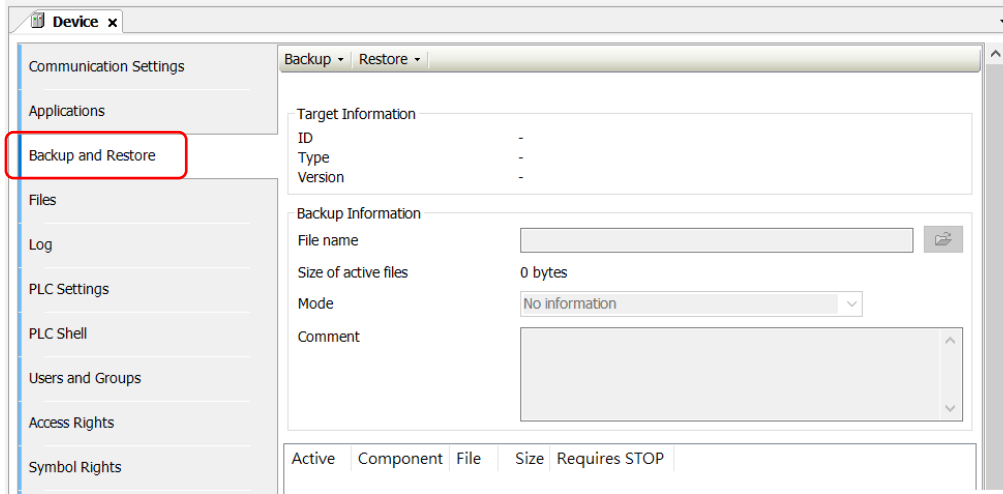 Device x
Communication Settings
Applications
Backup and Restore
Files
Log
PLC Settings
PLC Shell
Users and Groups
Access Rights
Symbol Rights
Backup Restore
Target Information
ID -
Type -
Version -
Backup Information
File name
Size of active files 0 bytes
Mode No information
Comment
Active Component File Size Requires STOP